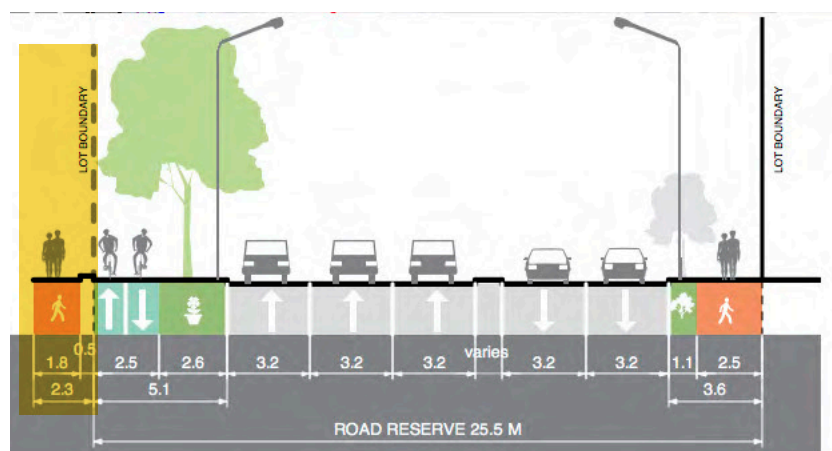 LOT BOUNDARY
LOT BOUNDARY
0.5
varies
1.8 2.5 2.6 3.2 3.2 3.2 3.2 3.2 1.1 2.5
2.3 5.1 3.6
ROAD RESERVE 25.5 M